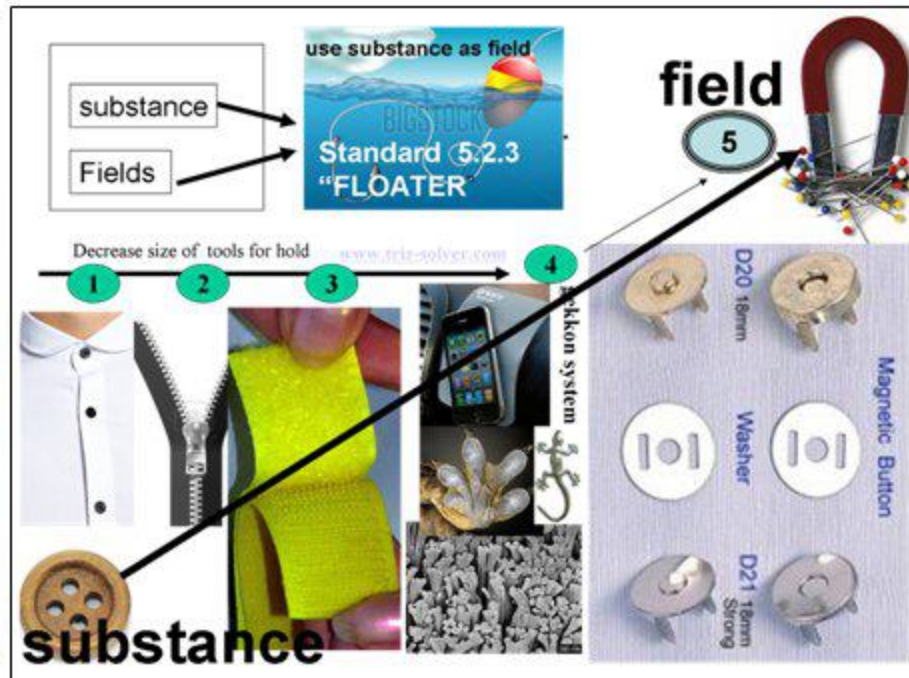 use substance as field
BIGSTOCK
Standard 5.2.3
“FLOATER”
substance
Fields
field
5
Decrease size of tools for hold
www.triz-solver.com
1
2
3
4
gekkon system
D20 18mm
Washer
Magnetic Button
D21 18mm
Strong
substance